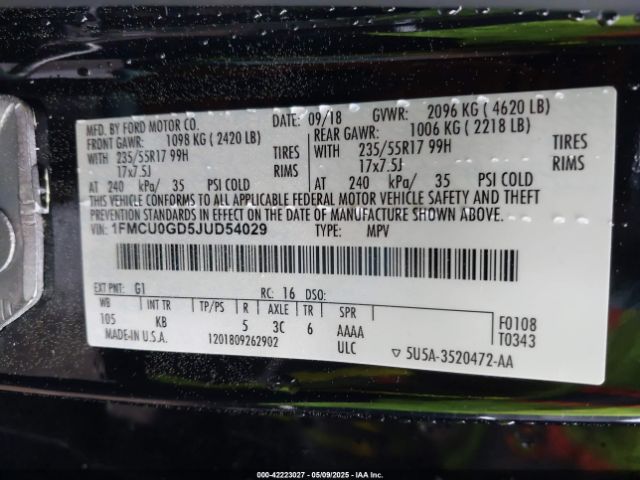 MFD. BY FORD MOTOR CO. DATE: 09/18 GVWR: 2096 KG ( 4620 LB)
FRONT GAWR: 1098 KG ( 2420 LB) REAR GAWR: 1006 KG ( 2218 LB)
WITH 235/55R17 99H TIRES WITH 235/55R17 99H TIRES
17x7.5J RIMS 17x7.5J RIMS
AT 240 kPa/ 35 PSI COLD AT 240 kPa/ 35 PSI COLD
THIS VEHICLE CONFORMS TO ALL APPLICABLE FEDERAL MOTOR VEHICLE SAFETY AND THEFT
PREVENTION STANDARDS IN EFFECT ON THE DATE OF MANUFACTURE SHOWN ABOVE.
VIN: 1FMCU0GD5JUD54029 TYPE: MPV
EXT PNT: G1 RC: 16 DSO:
WB INT TR TP/PS R AXLE TR SPR
105 KB 5 3C 6 AAAA
F0108
T0343
MADE IN U.S.A. 1201809262902 ULC
5U5A-3520472-AA
000-42223027 - 05/09/2025 - IAAI.com